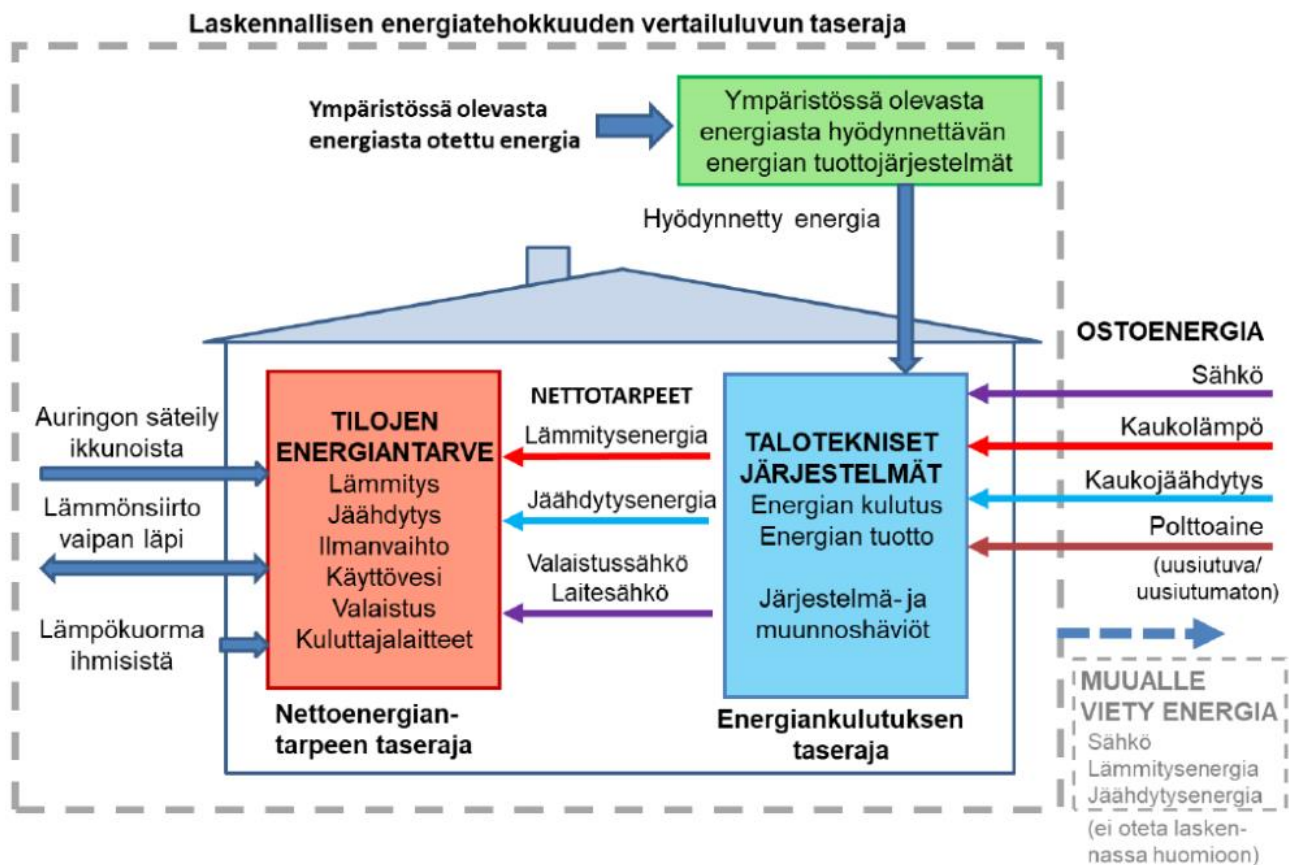 Laskennallisen energiatehokkuuden vertailuluvun taseraja
Ympäristössä olevasta
energiasta otettu energia
Ympäristössä olevasta
energiasta hyödynnettävän
energian tuottojärjestelmät
Hyödynnetty energia
OSTOENERGIA
Sähkö
Kaukolämpö
Kaukojäähdytys
Polttoaine
(uusiutuva/
uusiutumaton)
Auringon säteily
ikkunoista
Lämmönsiirto
vaipan läpi
Lämpökuorma
ihmisistä
TILOJEN
ENERGIANTARVE
Lämmitys
Jäähdytys
Ilmanvaihto
Käyttövesi
Valaistus
Kuluttajalaitteet
Nettoenergian-
tarpeen taseraja
NETTOTARPEET
Lämmitysenergia
Jäähdytysenergia
Valaistussähkö
Laitesähkö
TALOTEKNISET
JÄRJESTELMÄT
Energian kulutus
Energian tuotto
Järjestelmä- ja
muunnoshäviöt
Energiankulutuksen
taseraja
MUUALLE
VIETY ENERGIA
Sähkö
Lämmitysenergia
Jäähdytysenergia
(ei oteta lasken-
nassa huomioon)